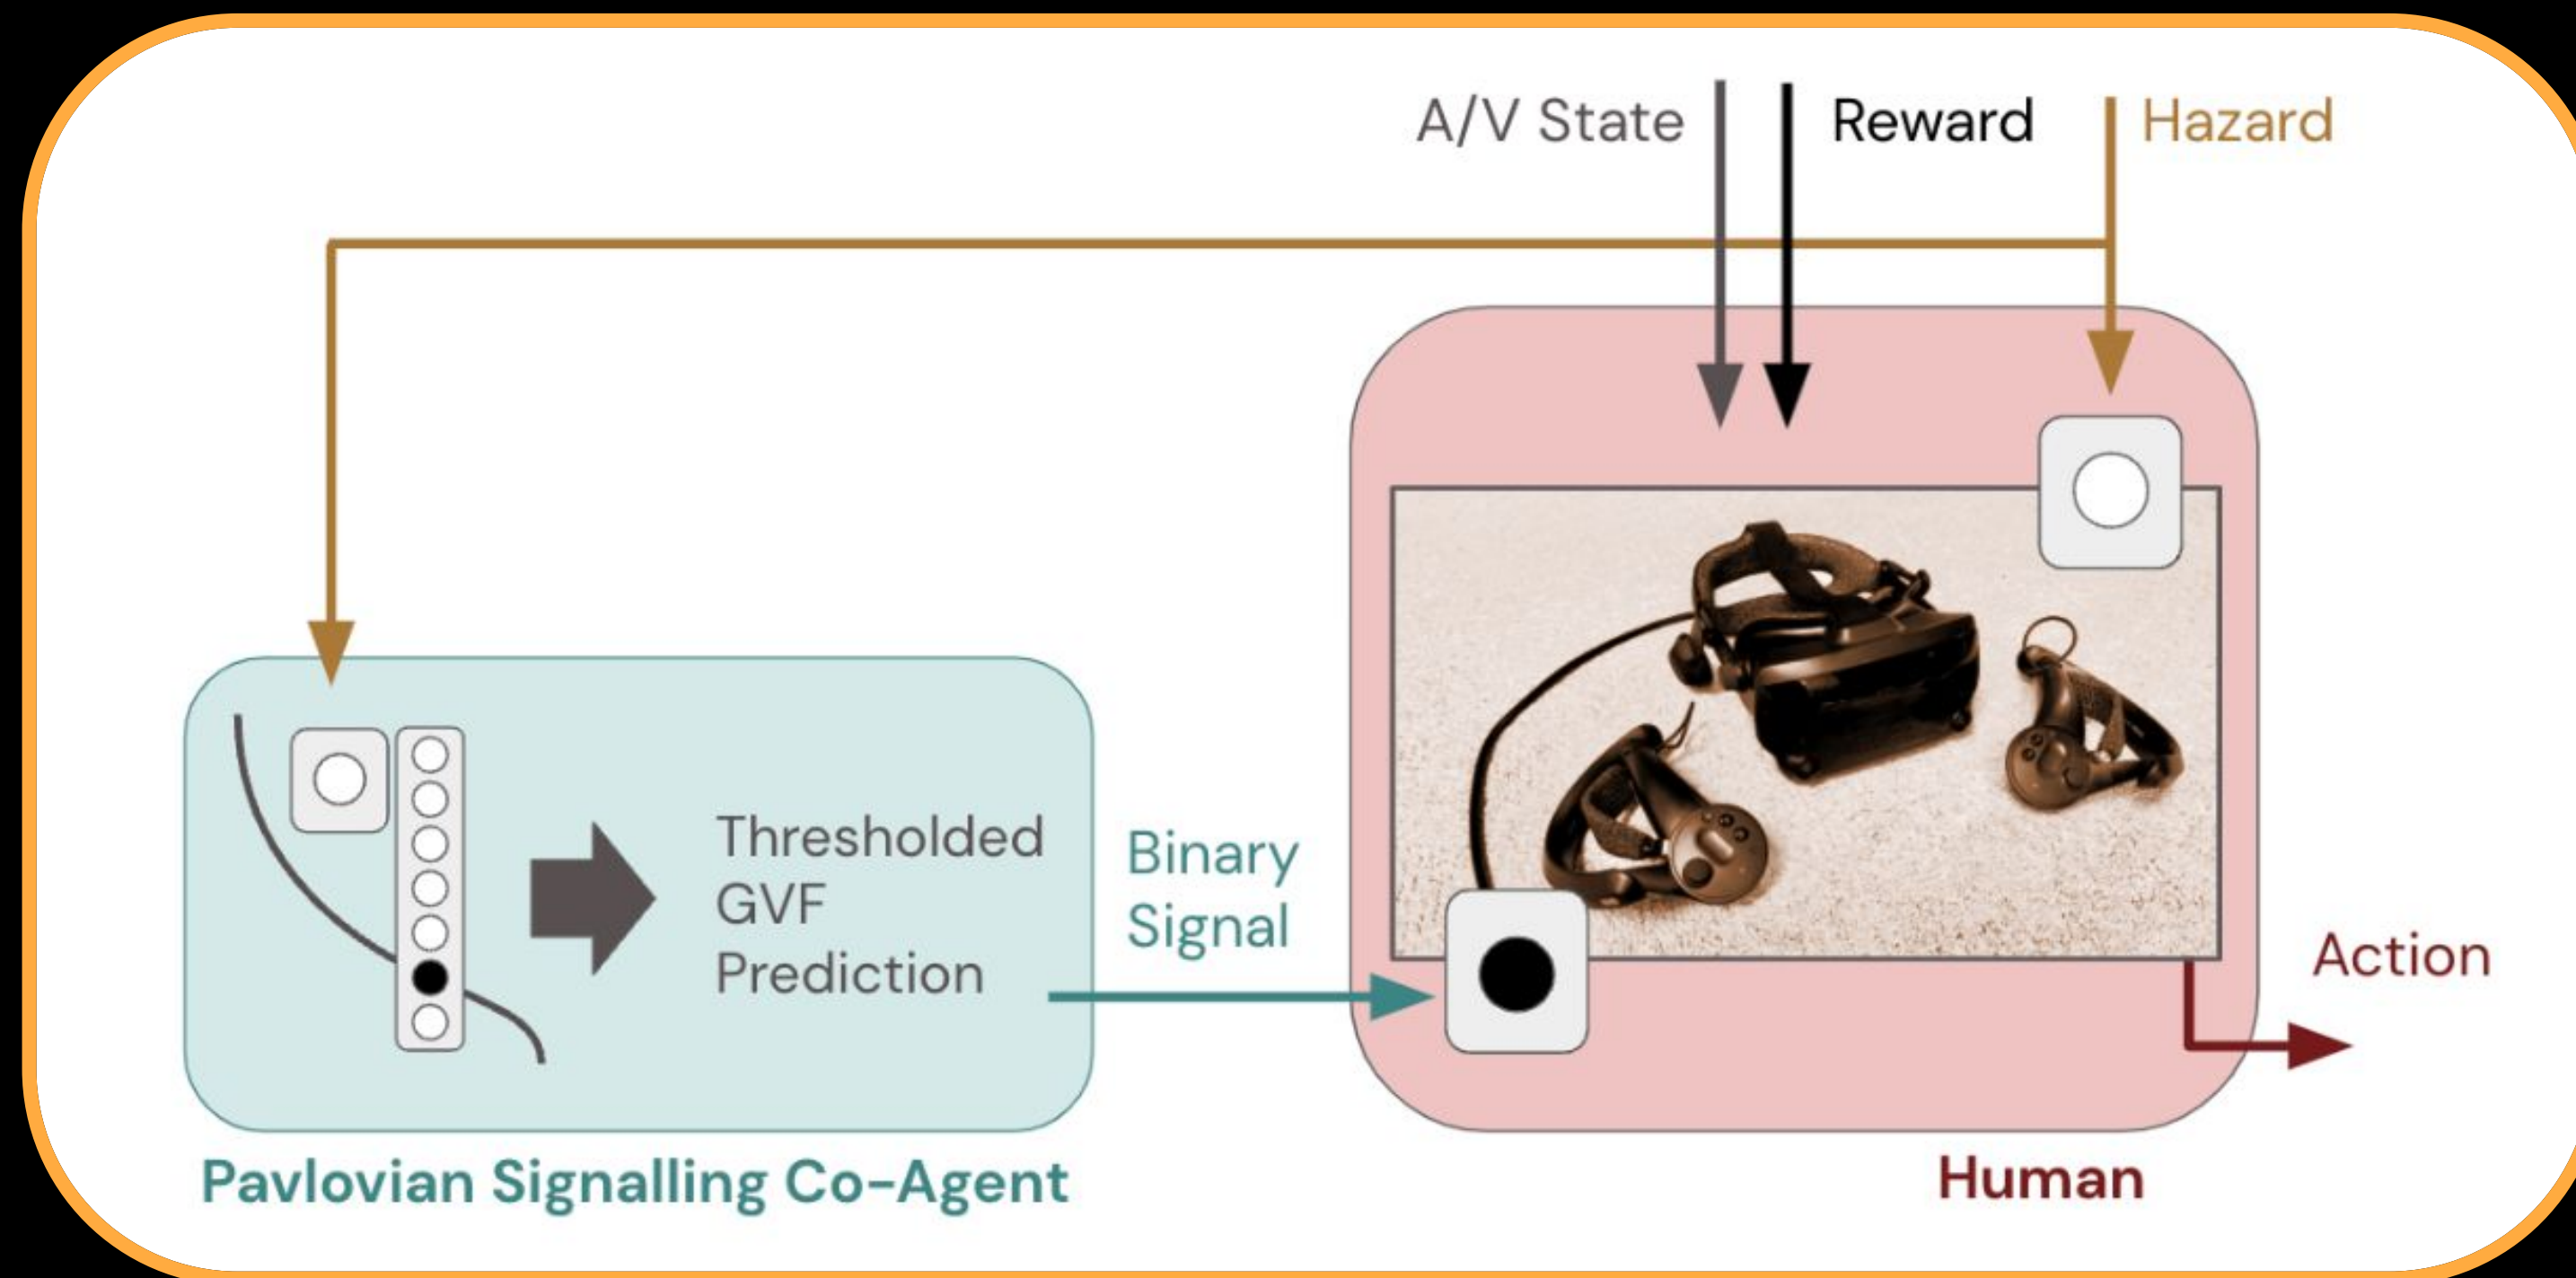 A/V State
Reward
Hazard
Thresholded
GVF
Prediction
Binary
Signal
Action
Pavlovian Signalling Co-Agent
Human